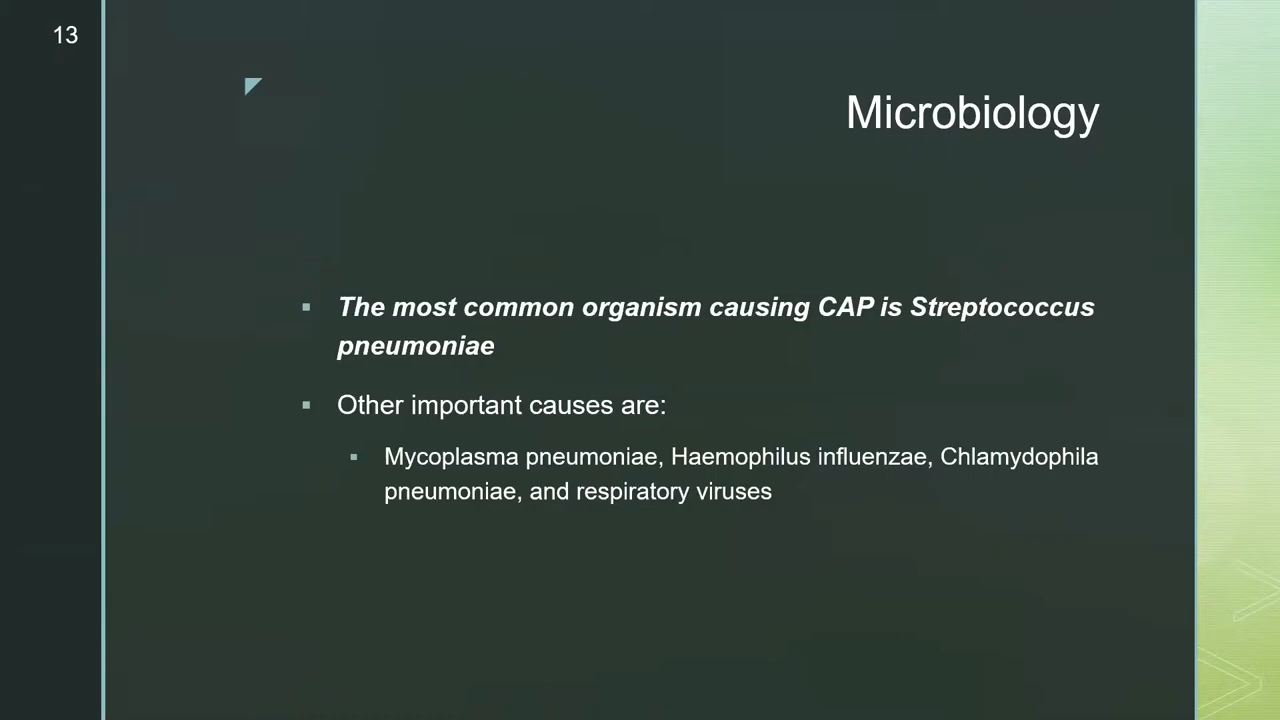 13
Microbiology
▪ The most common organism causing CAP is Streptococcus
pneumoniae
▪ Other important causes are:
▪ Mycoplasma pneumoniae, Haemophilus influenzae, Chlamydophila
pneumoniae, and respiratory viruses